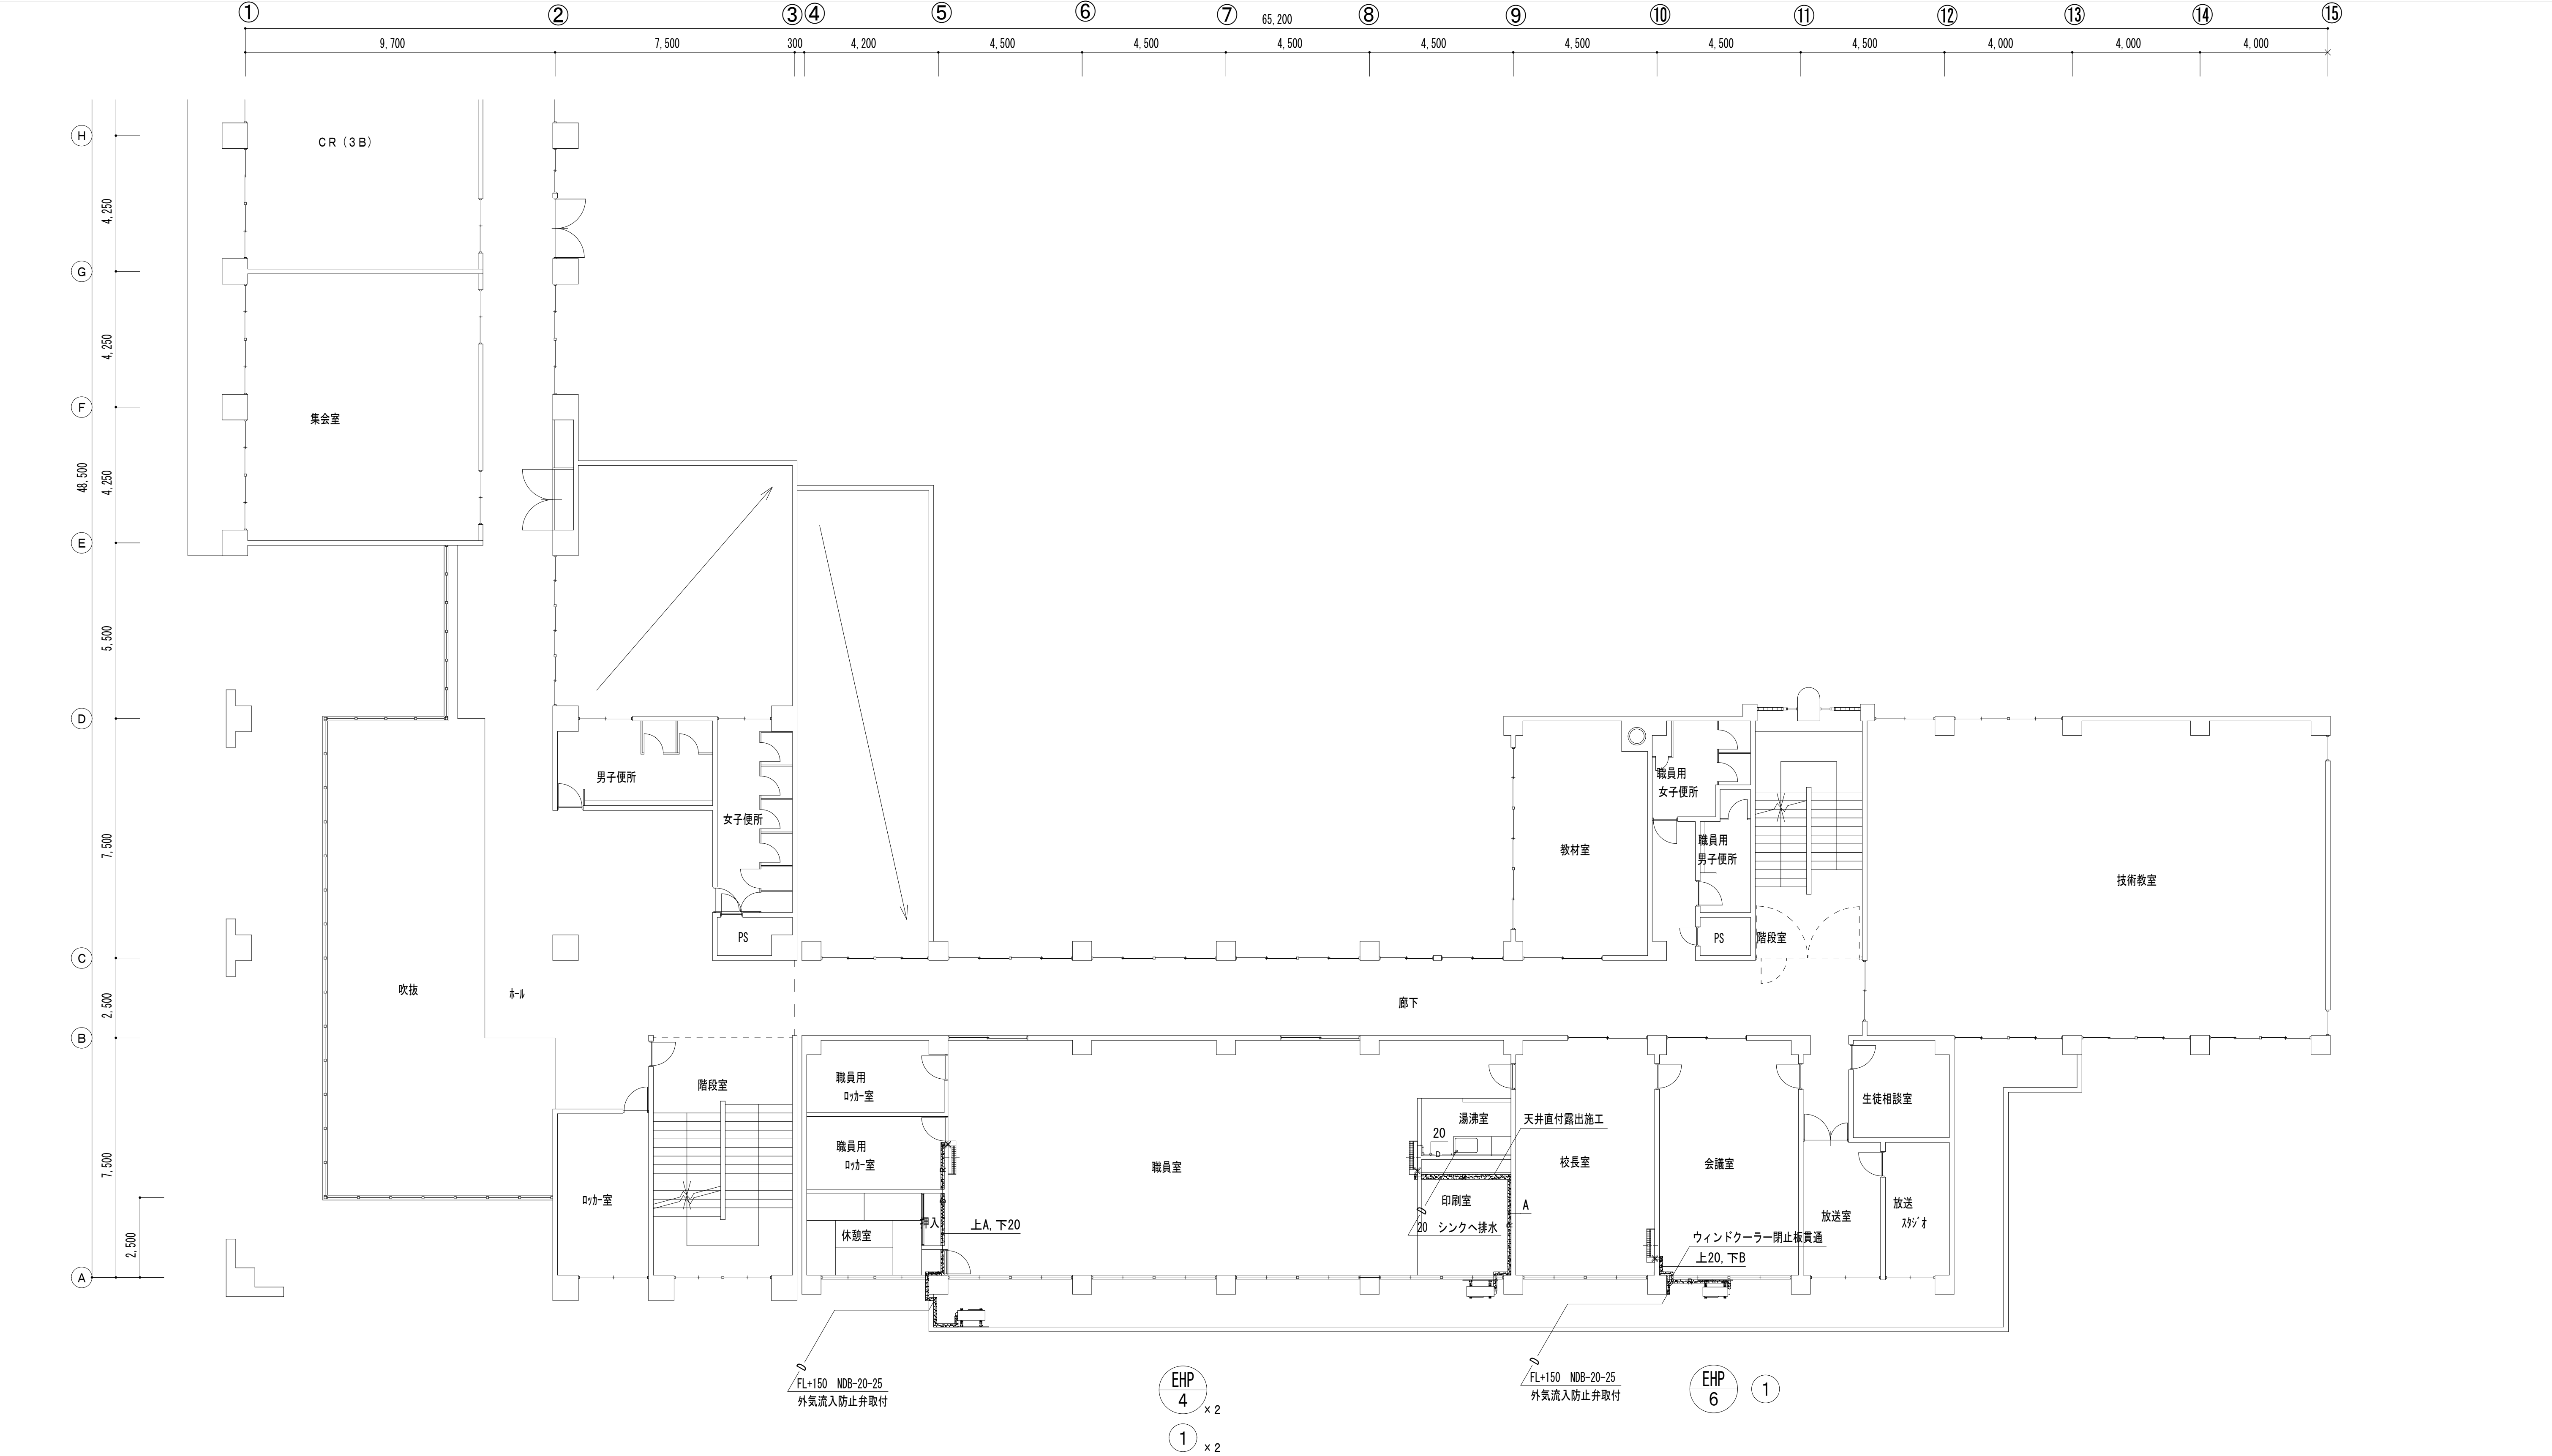 ① ② ③ ④ ⑤ ⑥ ⑦ ⑧ ⑨ ⑩ ⑪ ⑫ ⑬ ⑭ ⑮
65,200
9,700 7,500 300 4,200 4,500 4,500 4,500 4,500 4,500 4,500 4,500 4,000 4,000 4,000
H
CR(3B)
4,250
G
4,250
F
集会室
48,500
4,250
E
5,500
D
男子便所
職員用
女子便所
女子便所
7,500
職員用
男子便所
教材室
技術教室
PS
PS
階段室
C
吹抜
ホール
2,500
廊下
B
階段室
職員用
ロッカー室
生徒相談室
湯沸室
天井直付露出施工
20
D
職員用
ロッカー室
職員室
校長室
会議室
7,500
ロッカー室
印刷室
A
放送
スタジオ
放送室
押入
上A,下20
休憩室
D
20 シンクへ排水
ウィンドクーラー閉止板貫通
上20,下B
2,500
A
D
FL+150 NDB-20-25
外気流入防止弁取付
EHP
4
×2
1
×2
D
FL+150 NDB-20-25
外気流入防止弁取付
EHP
6
1